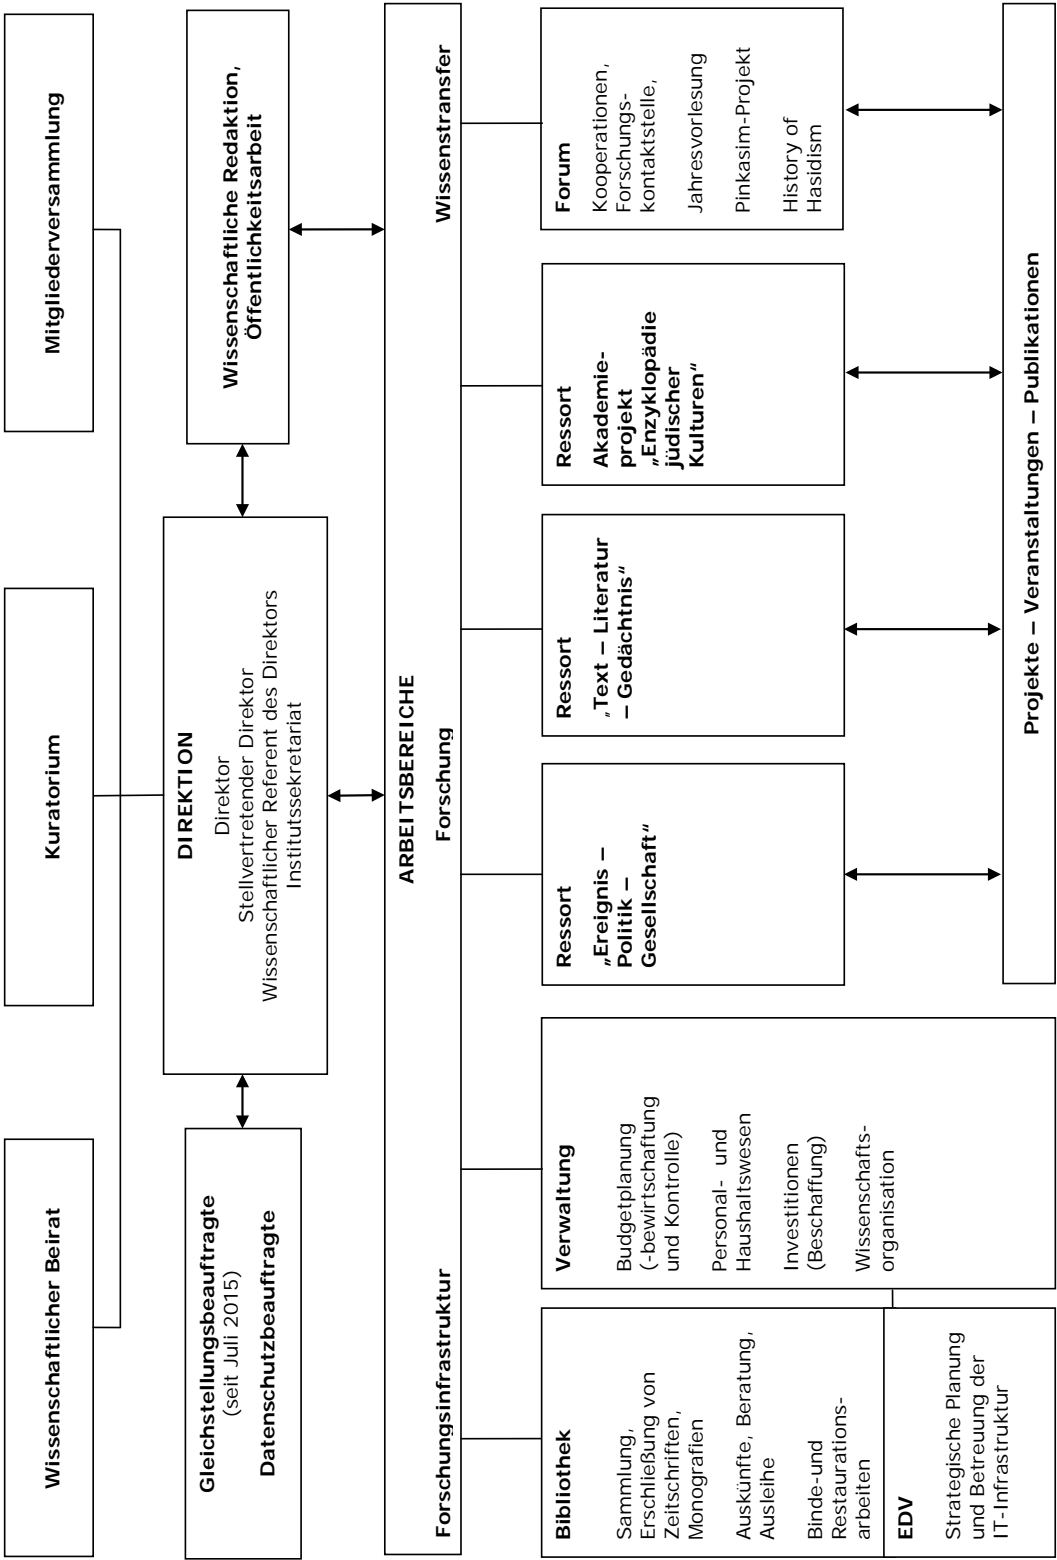 Wissenschaftlicher Beirat
Kuratorium
Mitgliederversammlung
Gleichstellungsbeauftragte
(seit Juli 2015)
Datenschutzbeauftragte
DIREKTION
Direktor
Stellvertretender Direktor
Wissenschaftlicher Referent des Direktors
Institutssekretariat
Wissenschaftliche Redaktion,
Öffentlichkeitsarbeit
ARBEITSBEREICHE
Forschungsinfrastruktur
Forschung
Wissenstransfer
Bibliothek
Sammlung,
Erschließung von
Zeitschriften,
Monografien
Auskünfte, Beratung,
Ausleihe
Binde-und
Restaurations-
arbeiten
EDV
Strategische Planung
und Betreuung der
IT-Infrastruktur
Verwaltung
Budgetplanung
(-bewirtschaftung
und Kontrolle)
Personal- und
Haushaltswesen
Investitionen
(Beschaffung)
Wissenschafts-
organisation
Ressort
„Ereignis –
Politik –
Gesellschaft“
Ressort
„Text – Literatur
– Gedächtnis“
Ressort
Akademie-
projekt
„Enzyklopädie
jüdischer
Kulturen“
Forum
Kooperationen,
Forschungs-
kontaktstelle,
Jahresvorlesung
Pinkasim-Projekt
History of
Hasidism
Projekte – Veranstaltungen – Publikationen